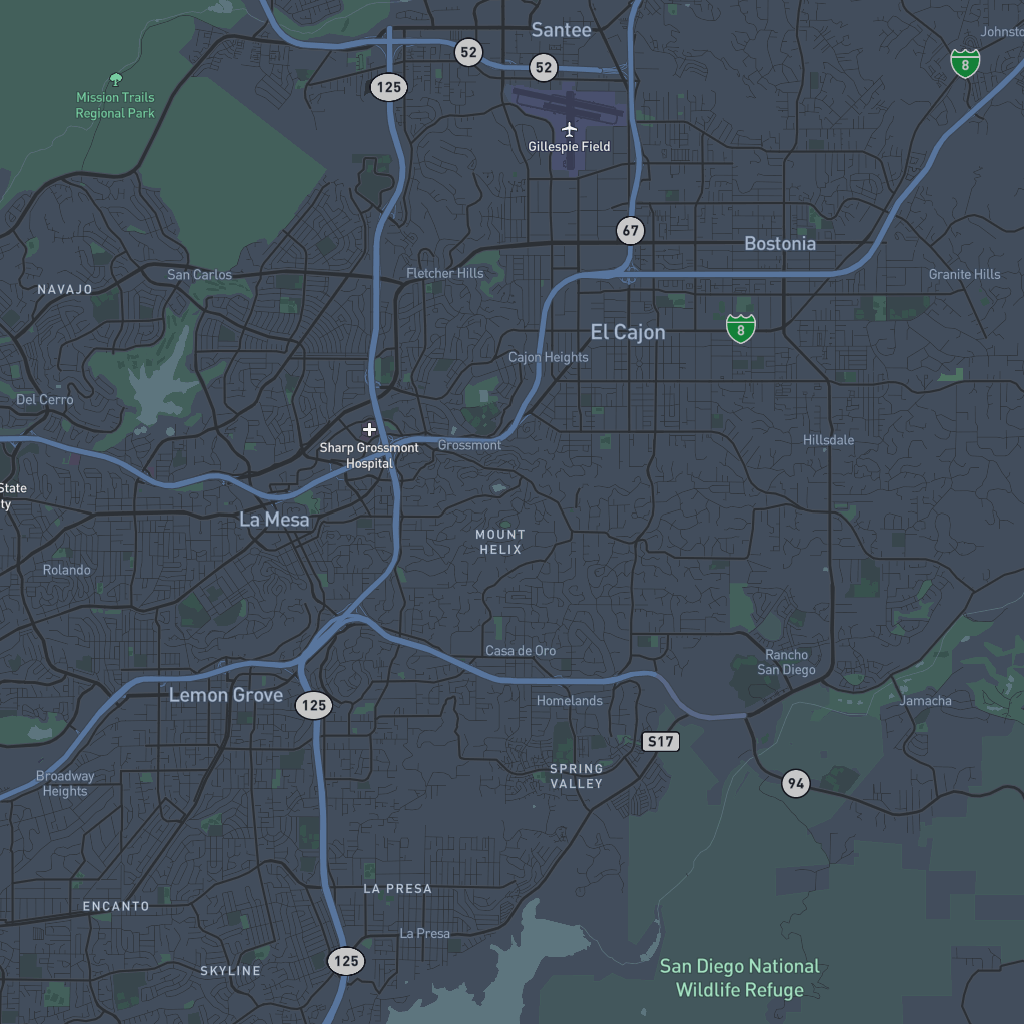 Santee
Johnsto
52
52
8
125
Mission Trails
Regional Park
Gillespie Field
67
Bostonia
San Carlos
Fletcher Hills
Granite Hills
NAVAJO
El Cajon
8
Cajon Heights
Del Cerro
Sharp Grossmont
Hospital
Grossmont
Hillsdale
State
ty
La Mesa
MOUNT
HELIX
Rolando
Casa de Oro
Rancho
San Diego
Lemon Grove
125
Homelands
Jamacha
S17
Broadway
Heights
SPRING
VALLEY
94
LA PRESA
ENCANTO
La Presa
125
SKYLINE
San Diego National
Wildlife Refuge